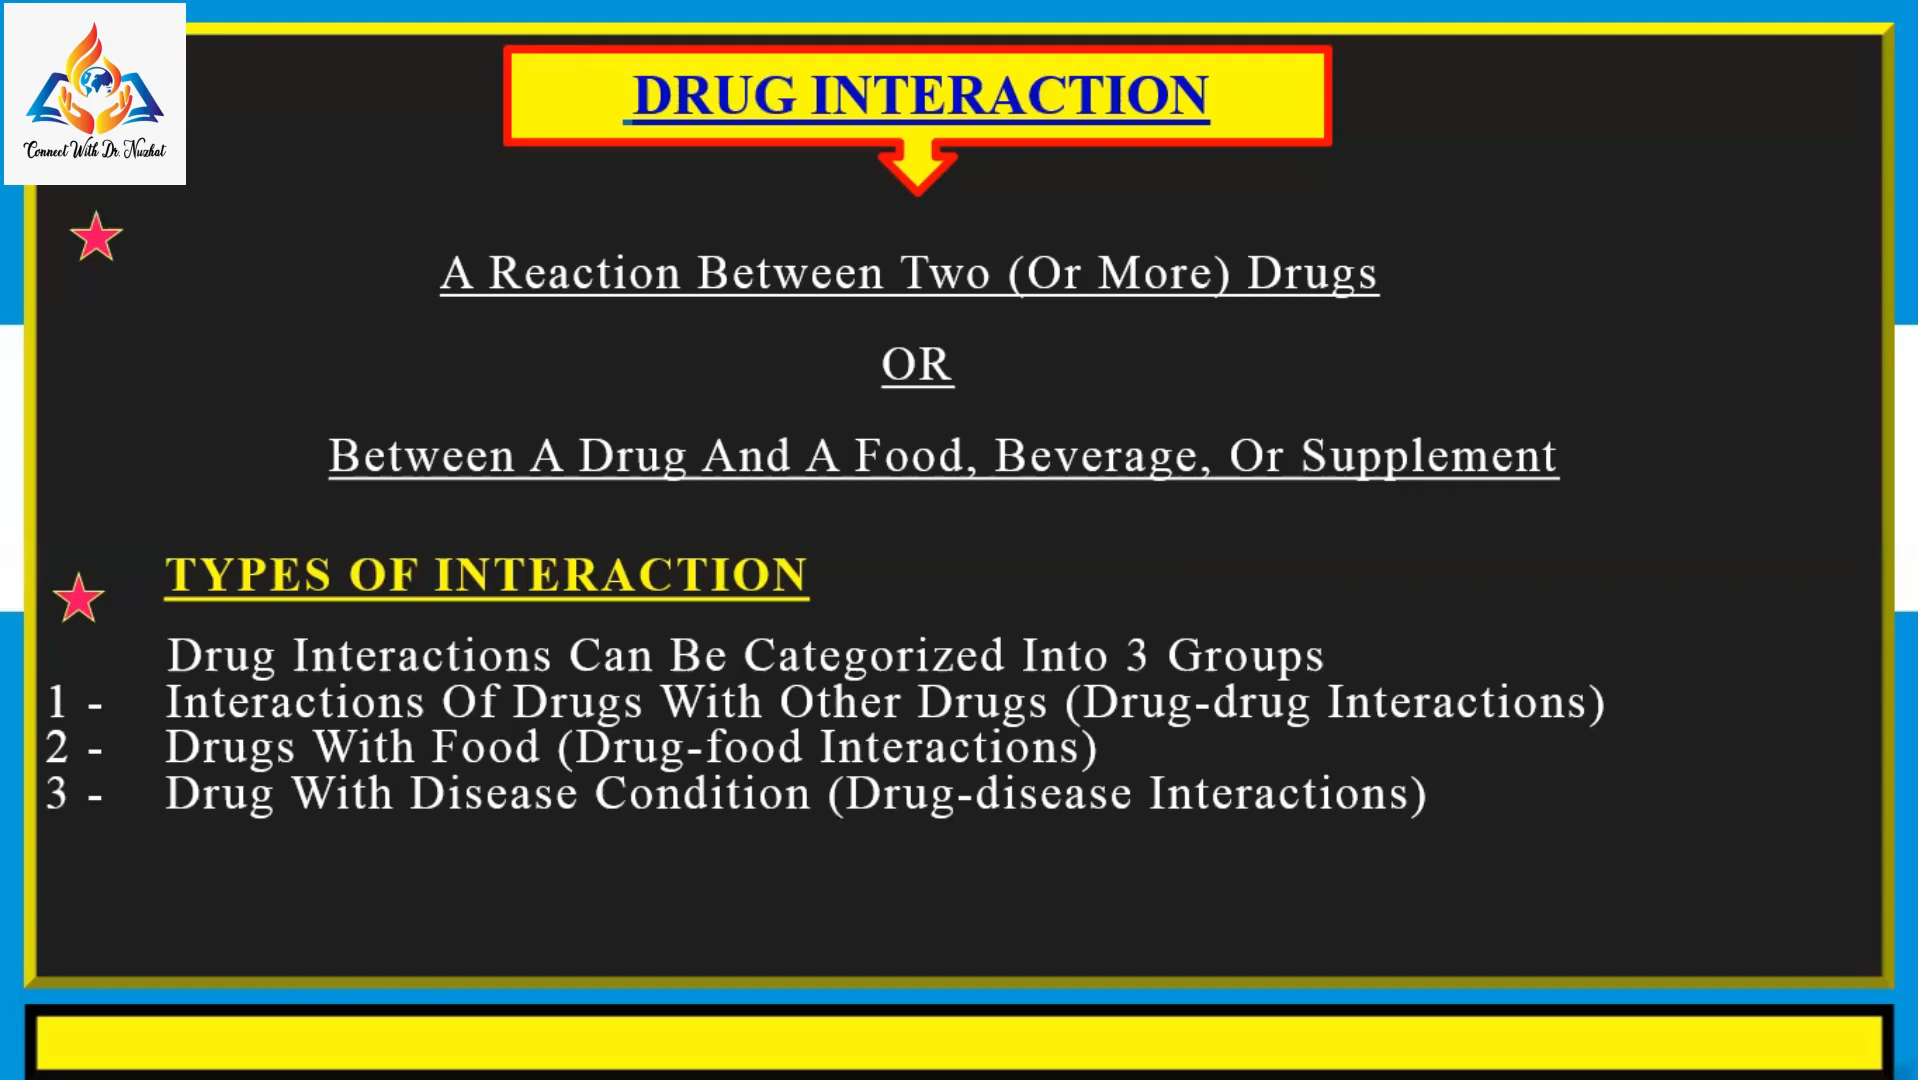 Connect With Dr. Nuzhat
DRUG INTERACTION
A Reaction Between Two (Or More) Drugs
OR
Between A Drug And A Food, Beverage, Or Supplement
TYPES OF INTERACTION
Drug Interactions Can Be Categorized Into 3 Groups
1 - Interactions Of Drugs With Other Drugs (Drug-drug Interactions)
2 - Drugs With Food (Drug-food Interactions)
3 - Drug With Disease Condition (Drug-disease Interactions)